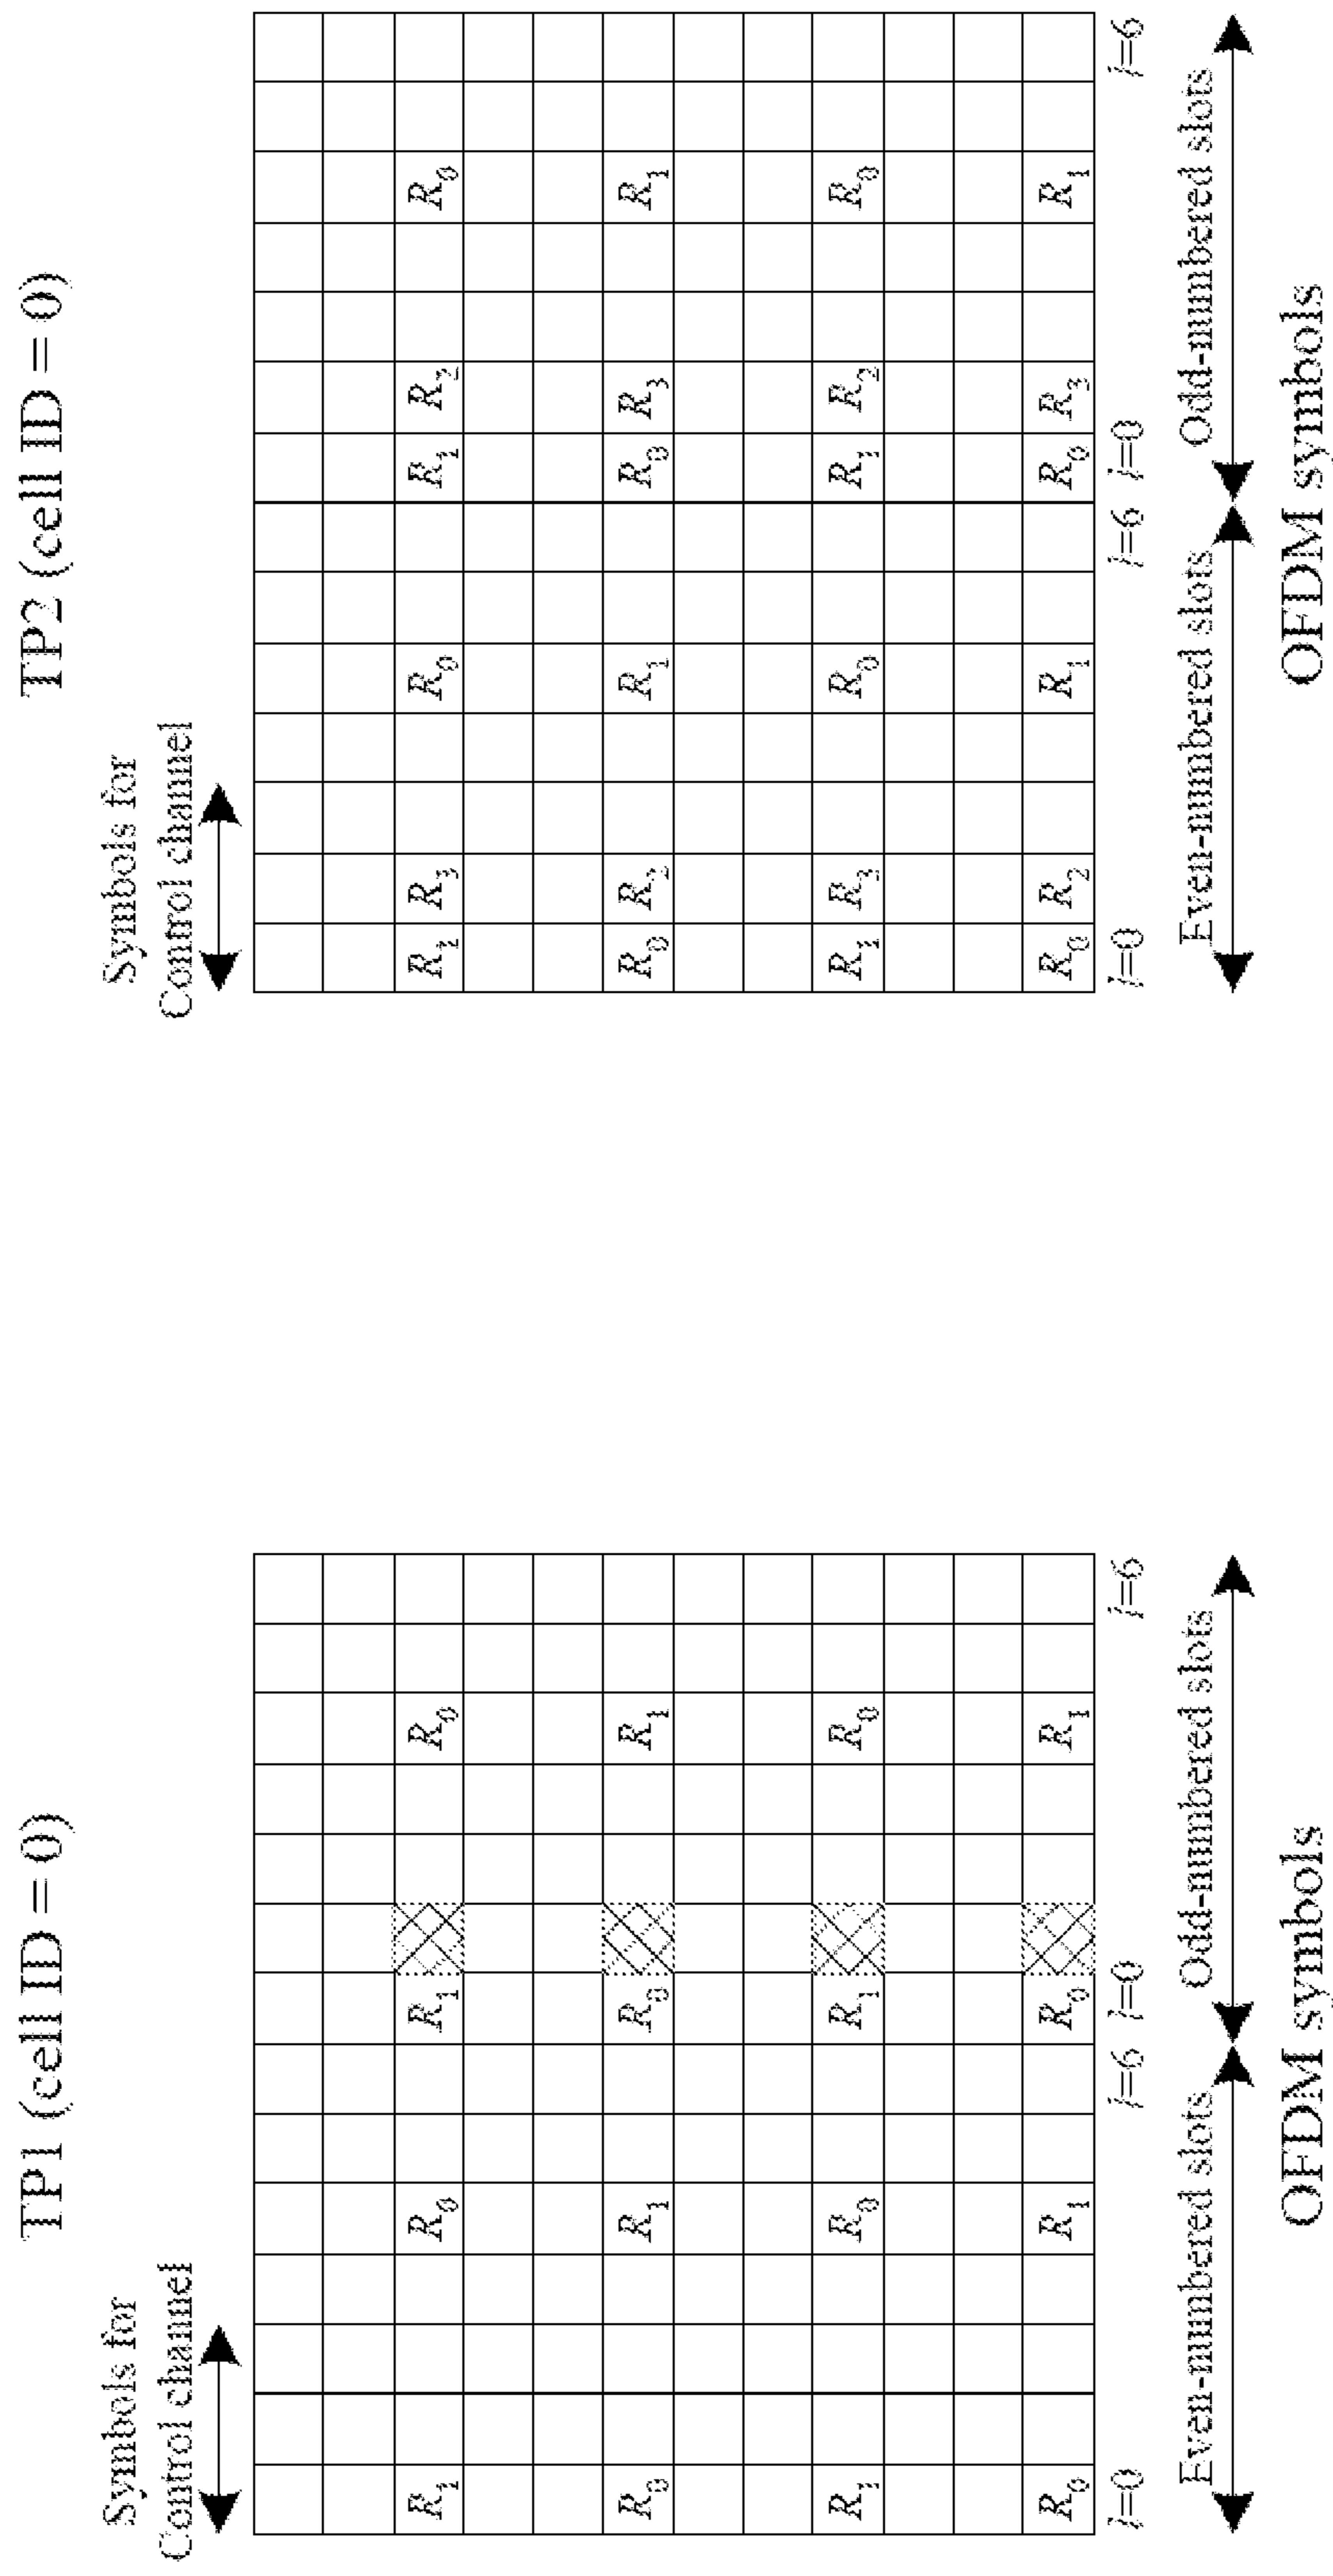 TP1 (cell ID = 0)
Symbols for
Control channel
R₁ R₀ R₁ R₀
R₀ R₁ R₀ R₁
R₁ R₀ R₁ R₀
R₀ R₁ R₀ R₁
l=0 l=6 l=0 l=6
Even-numbered slots Odd-numbered slots
OFDM symbols
TP2 (cell ID = 0)
Symbols for
Control channel
R₁ R₃ R₀ R₁ R₂ R₀
R₀ R₂ R₁ R₀ R₃ R₁
R₁ R₃ R₀ R₁ R₂ R₀
R₀ R₂ R₁ R₀ R₃ R₁
l=0 l=6 l=0 l=6
Even-numbered slots Odd-numbered slots
OFDM symbols